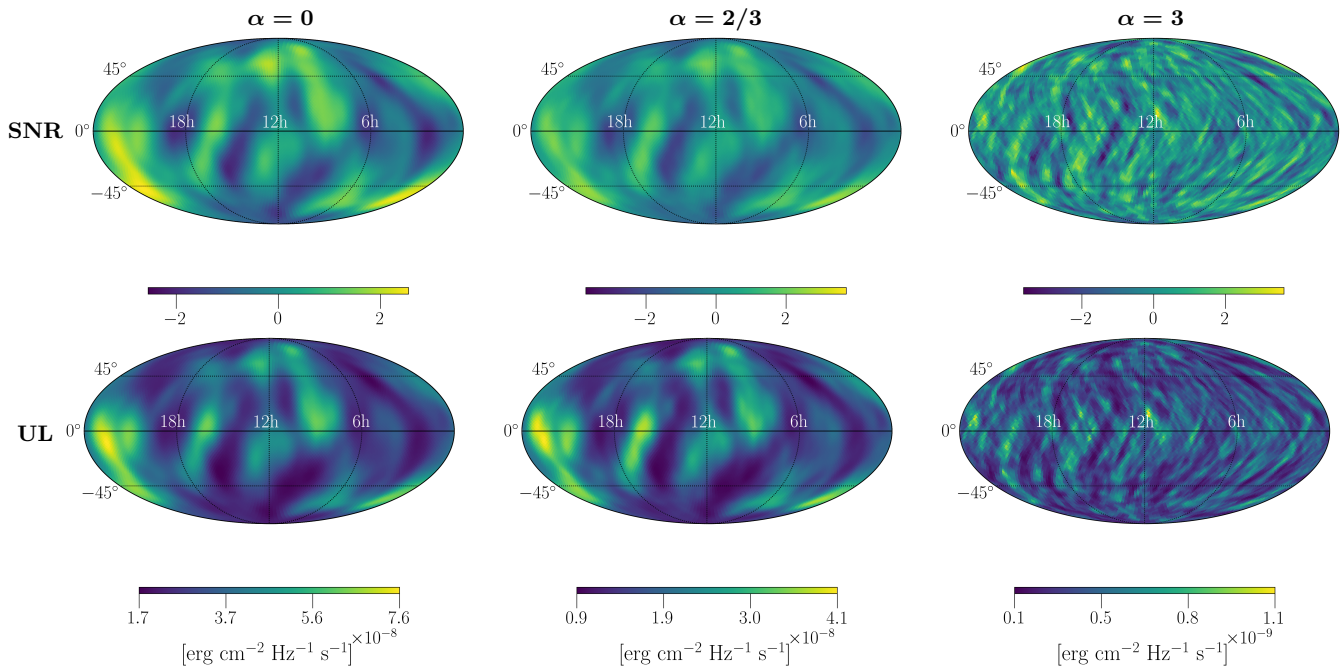 α = 0 α = 2/3 α = 3
SNR
45° 45° 45°
0° 18h 12h 6h 0° 18h 12h 6h 0° 18h 12h 6h
−45° −45° −45°
−2 0 2 −2 0 2 −2 0 2
UL
45° 45° 45°
0° 18h 12h 6h 0° 18h 12h 6h 0° 18h 12h 6h
−45° −45° −45°
1.7 3.7 5.6 7.6 0.9 1.9 3.0 4.1 0.1 0.5 0.8 1.1
×10⁻⁸ ×10⁻⁸ ×10⁻⁹
[erg cm⁻² Hz⁻¹ s⁻¹] [erg cm⁻² Hz⁻¹ s⁻¹] [erg cm⁻² Hz⁻¹ s⁻¹]